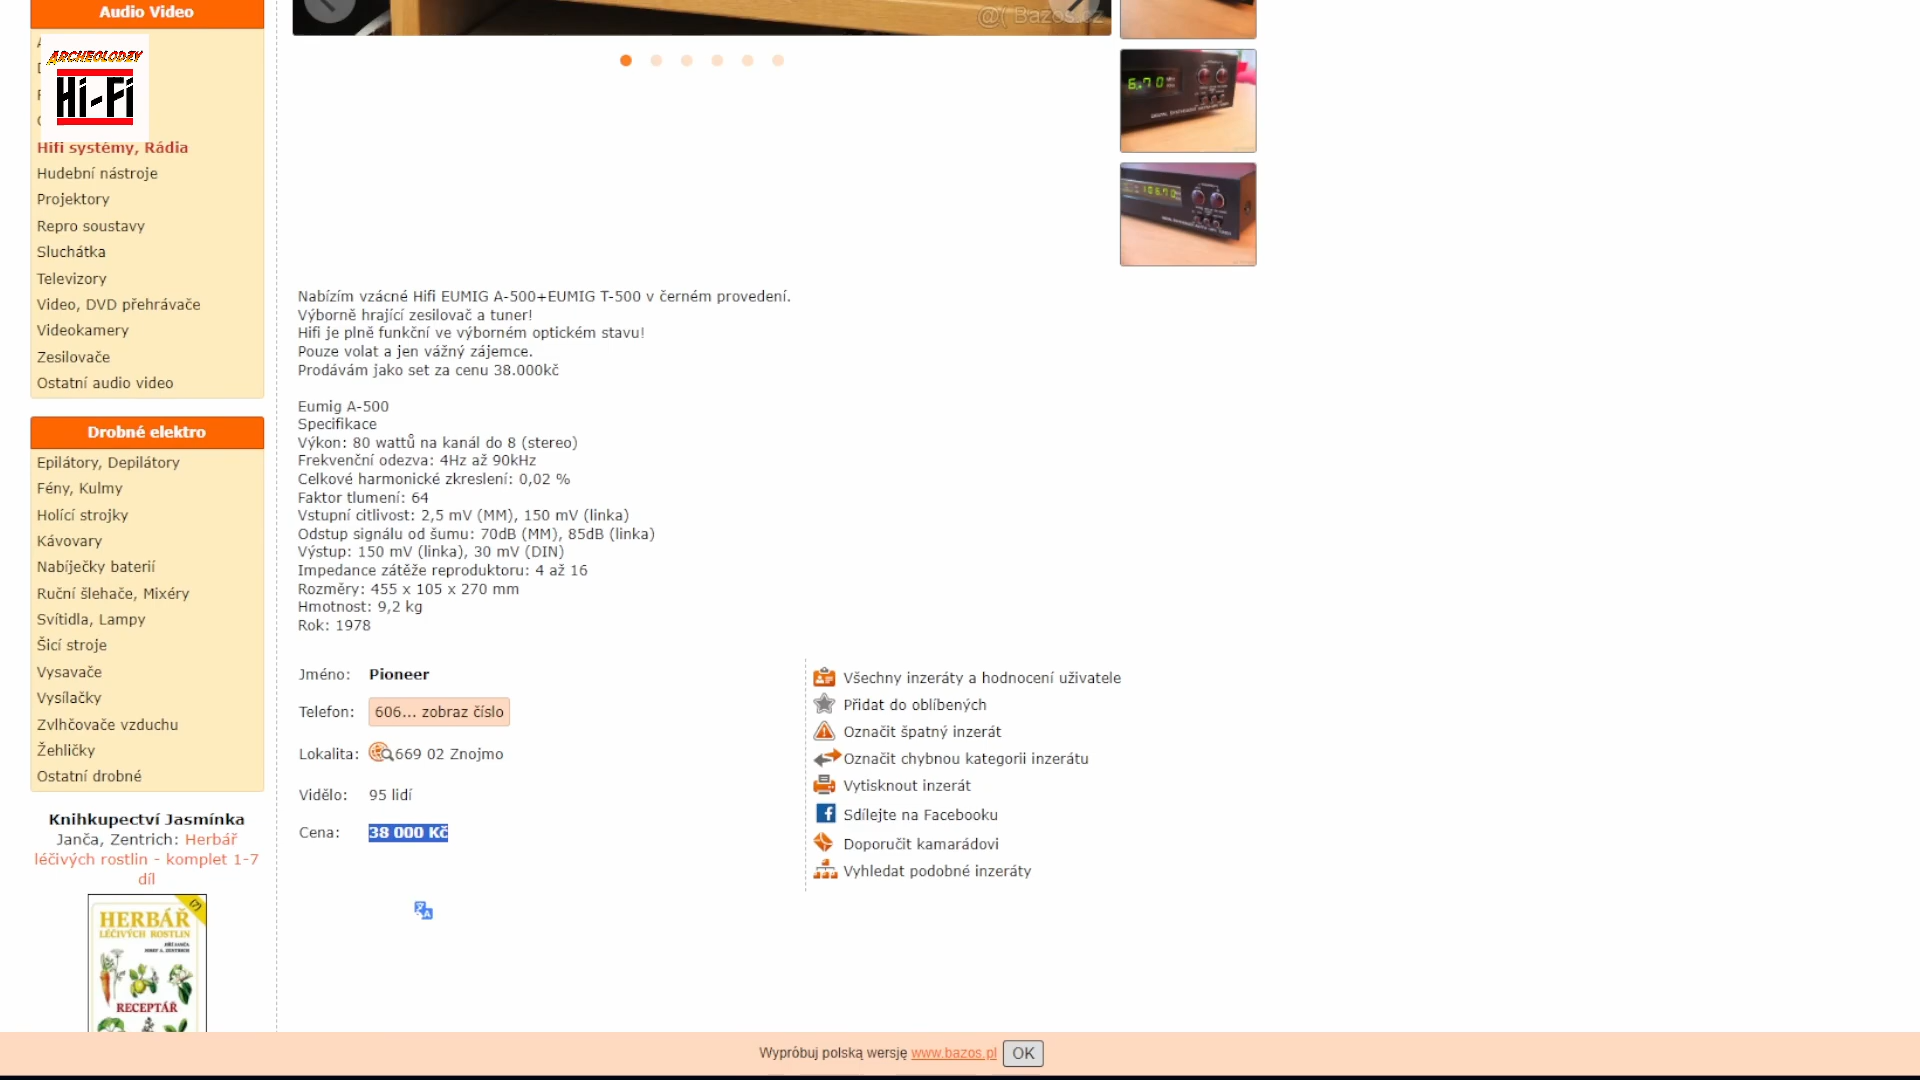 Audio Video
ARCHEOLODZY
Hi-Fi
Hifi systémy, Rádia
Hudební nástroje
Projektory
Repro soustavy
Sluchátka
Televizory
Video, DVD přehrávače
Videokamery
Zesilovače
Ostatní audio video
Drobné elektro
Epilátory, Depilátory
Fény, Kulmy
Holící strojky
Kávovary
Nabíječky baterií
Ruční šlehače, Mixéry
Svítidla, Lampy
Šicí stroje
Vysavače
Vysílačky
Zvlhčovače vzduchu
Žehličky
Ostatní drobné
Knihkupectví Jasmínka
Janča, Zentrich: Herbář
léčivých rostlin - komplet 1-7
díl
HERBÁŘ
LÉČIVÝCH ROSTLIN
RECEPTÁŘ
@( Bazos.cz
6.70
106.70
Nabízím vzácné Hifi EUMIG A-500+EUMIG T-500 v černém provedení.
Výborně hrající zesilovač a tuner!
Hifi je plně funkční ve výborném optickém stavu!
Pouze volat a jen vážný zájemce.
Prodávám jako set za cenu 38.000kč
Eumig A-500
Specifikace
Výkon: 80 wattů na kanál do 8 (stereo)
Frekvenční odezva: 4Hz až 90kHz
Celkové harmonické zkreslení: 0,02 %
Faktor tlumení: 64
Vstupní citlivost: 2,5 mV (MM), 150 mV (linka)
Odstup signálu od šumu: 70dB (MM), 85dB (linka)
Výstup: 150 mV (linka), 30 mV (DIN)
Impedance zátěže reproduktoru: 4 až 16
Rozměry: 455 x 105 x 270 mm
Hmotnost: 9,2 kg
Rok: 1978
Jméno: Pioneer
Telefon: 606... zobraz číslo
Lokalita: 669 02 Znojmo
Vidělo: 95 lidí
Cena: 38 000 Kč
Všechny inzeráty a hodnocení uživatele
Přidat do oblíbených
Označit špatný inzerát
Označit chybnou kategorii inzerátu
Vytisknout inzerát
Sdílejte na Facebooku
Doporučit kamarádovi
Vyhledat podobné inzeráty
Wypróbuj polską wersję www.bazos.pl OK